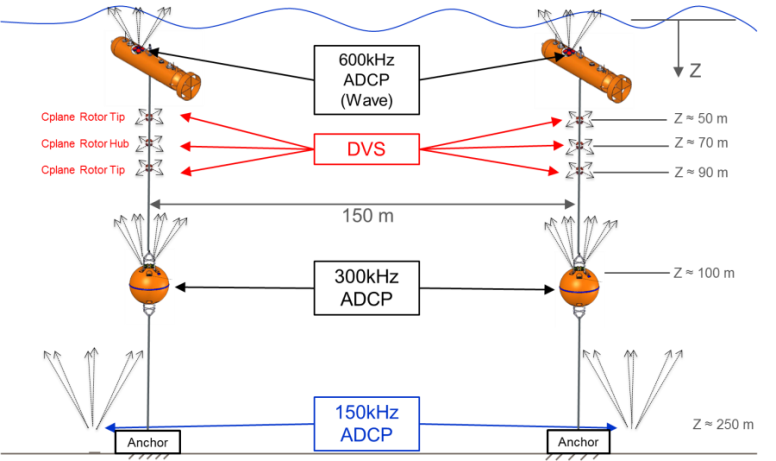 600kHz
ADCP
(Wave)
Z
Cplane Rotor Tip
Cplane Rotor Hub
Cplane Rotor Tip
DVS
Z ≈ 50 m
Z ≈ 70 m
Z ≈ 90 m
150 m
300kHz
ADCP
Z ≈ 100 m
150kHz
ADCP
Z ≈ 250 m
Anchor
Anchor